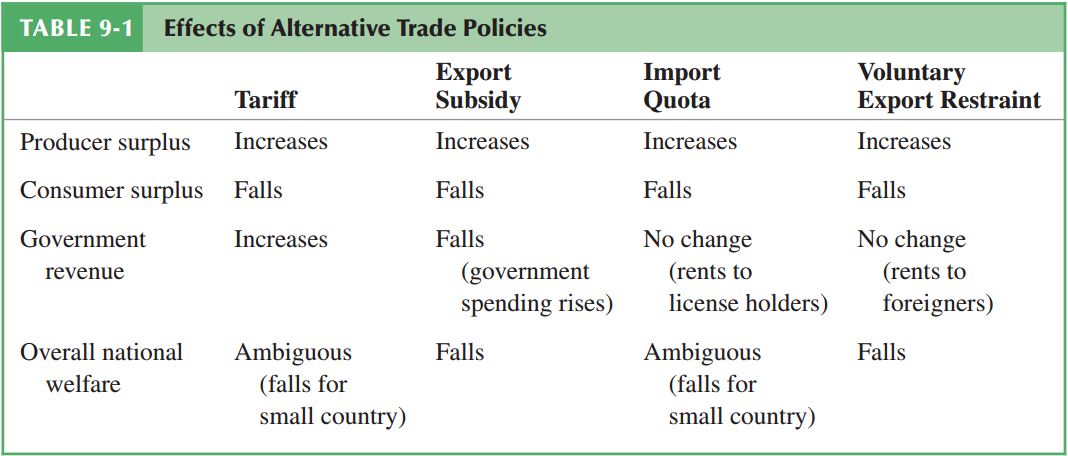 TABLE 9-1 Effects of Alternative Trade Policies
Export Import Voluntary
Tariff Subsidy Quota Export Restraint
Producer surplus Increases Increases Increases Increases
Consumer surplus Falls Falls Falls Falls
Government Increases Falls No change No change
revenue (government (rents to (rents to
spending rises) license holders) foreigners)
Overall national Ambiguous Falls Ambiguous Falls
welfare (falls for (falls for
small country) small country)